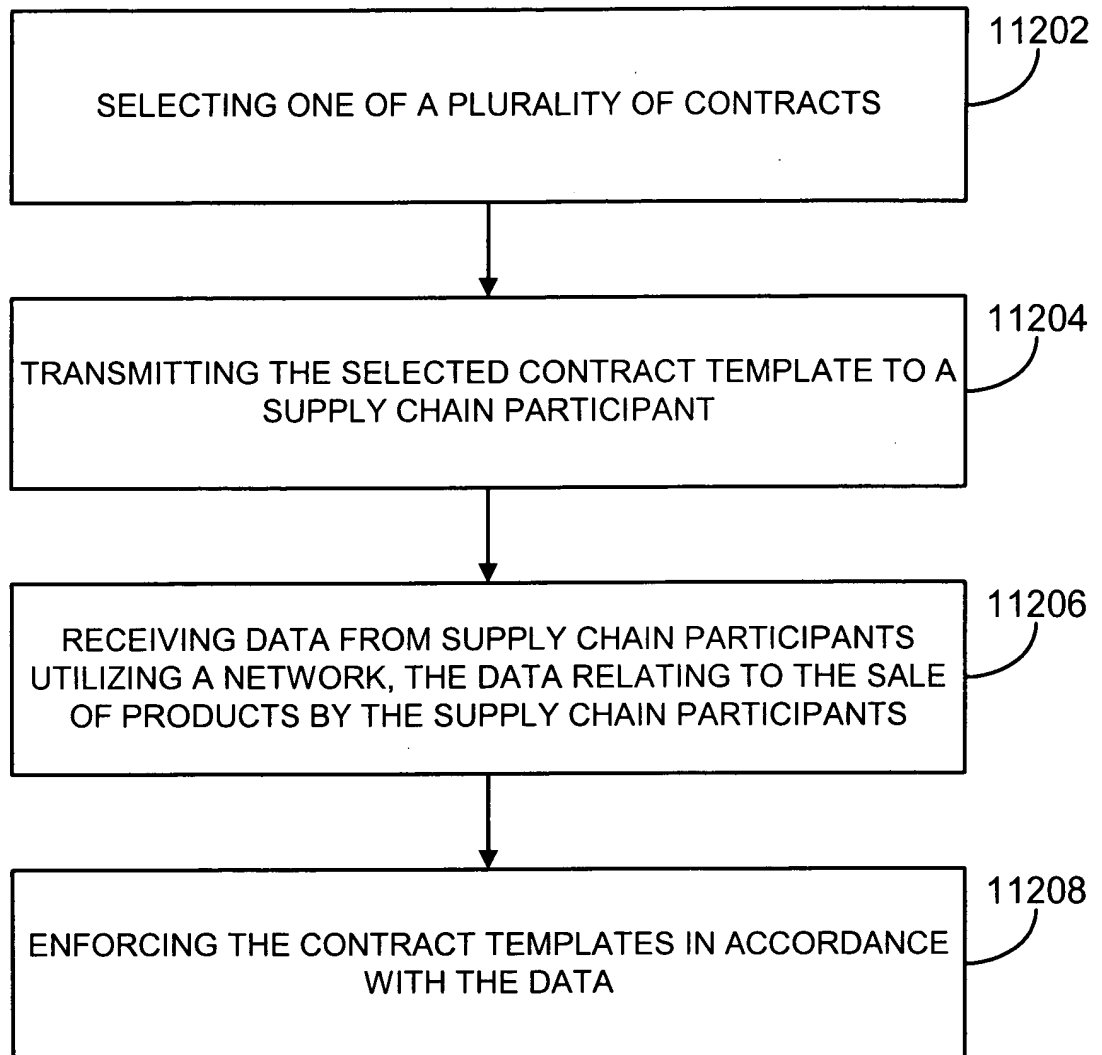 11202
SELECTING ONE OF A PLURALITY OF CONTRACTS
11204
TRANSMITTING THE SELECTED CONTRACT TEMPLATE TO A
SUPPLY CHAIN PARTICIPANT
11206
RECEIVING DATA FROM SUPPLY CHAIN PARTICIPANTS
UTILIZING A NETWORK, THE DATA RELATING TO THE SALE
OF PRODUCTS BY THE SUPPLY CHAIN PARTICIPANTS
11208
ENFORCING THE CONTRACT TEMPLATES IN ACCORDANCE
WITH THE DATA